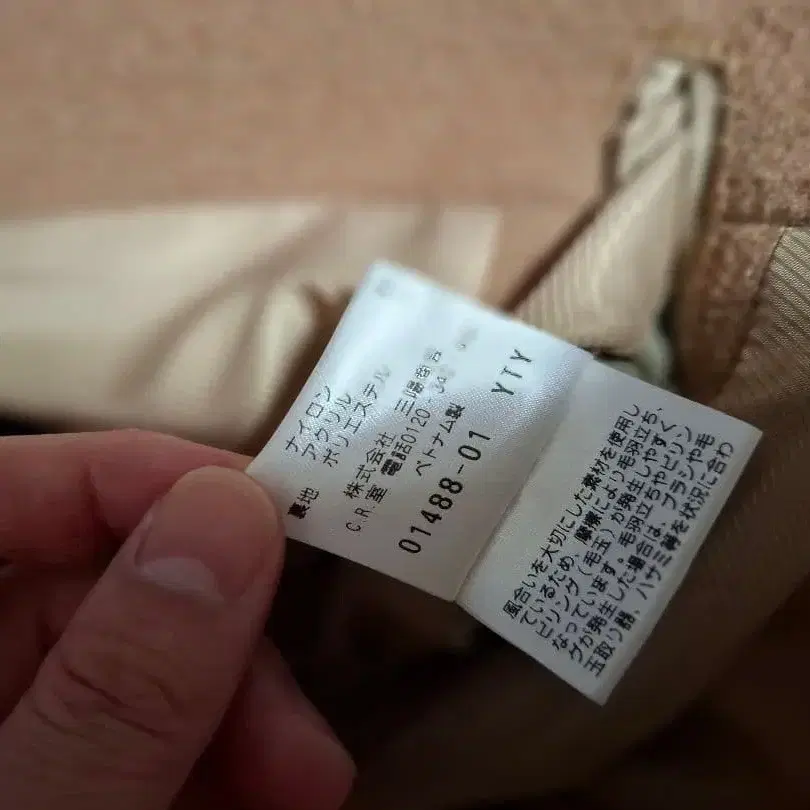 ナイロン
アクリル
裏地 ポリエステル
株式会社 三陽商会
C.R.室 電話0120
ベトナム製
01488-01 YTY
風合いを大切にした素材を使用し
ているため、摩擦により毛羽立ち、
ピリング（毛玉）が発生しやすく
なっています。毛羽立ちやピリン
グが発生した場合は、ブラシや毛
玉取り器、ハサミ等を状況に合わ